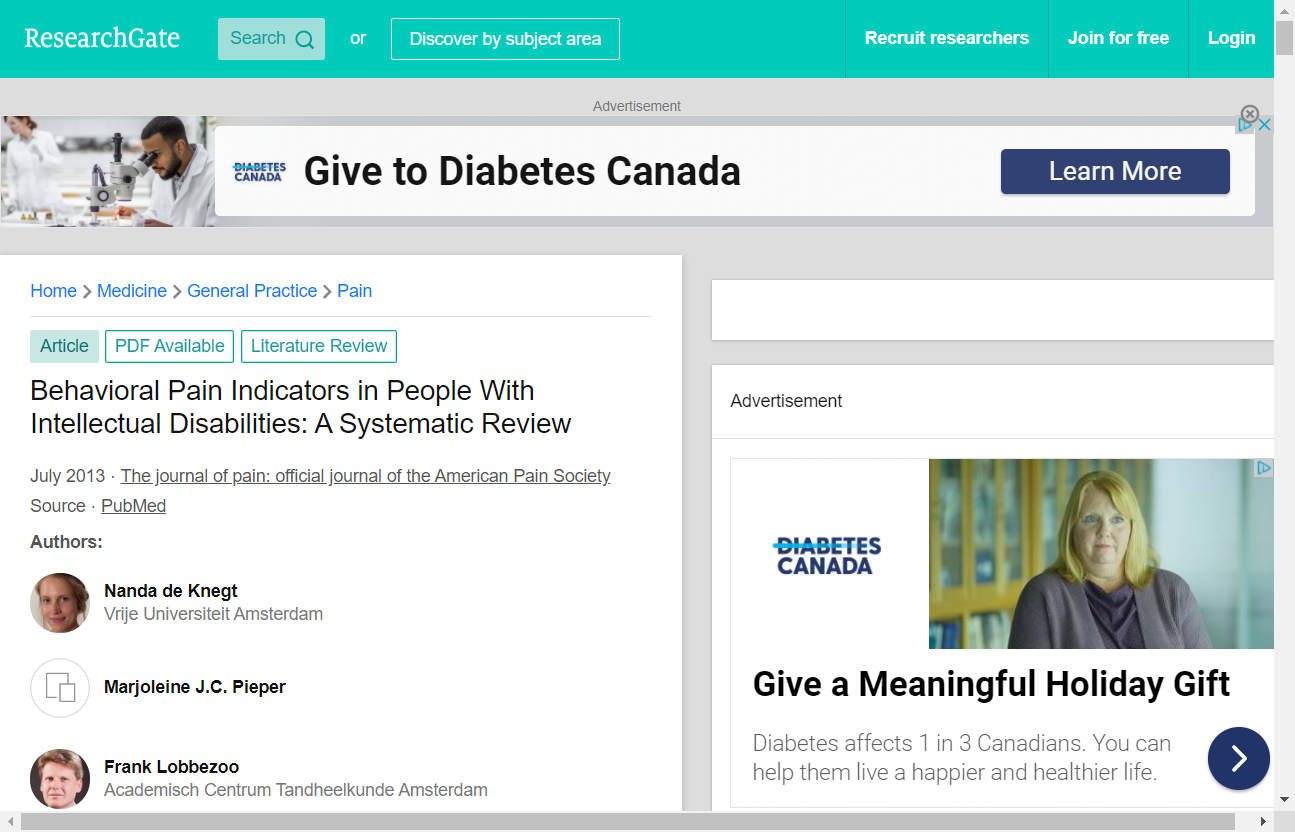 ResearchGate
Search
or
Discover by subject area
Recruit researchers
Join for free
Login
Advertisement
DIABETES
CANADA
Give to Diabetes Canada
Learn More
Home
Medicine
General Practice
Pain
Article
PDF Available
Literature Review
Behavioral Pain Indicators in People With
Intellectual Disabilities: A Systematic Review
July 2013 · The journal of pain: official journal of the American Pain Society
Source · PubMed
Authors:
Nanda de Knegt
Vrije Universiteit Amsterdam
Marjoleine J.C. Pieper
Frank Lobbezoo
Academisch Centrum Tandheelkunde Amsterdam
Advertisement
DIABETES
CANADA
Give a Meaningful Holiday Gift
Diabetes affects 1 in 3 Canadians. You can
help them live a happier and healthier life.